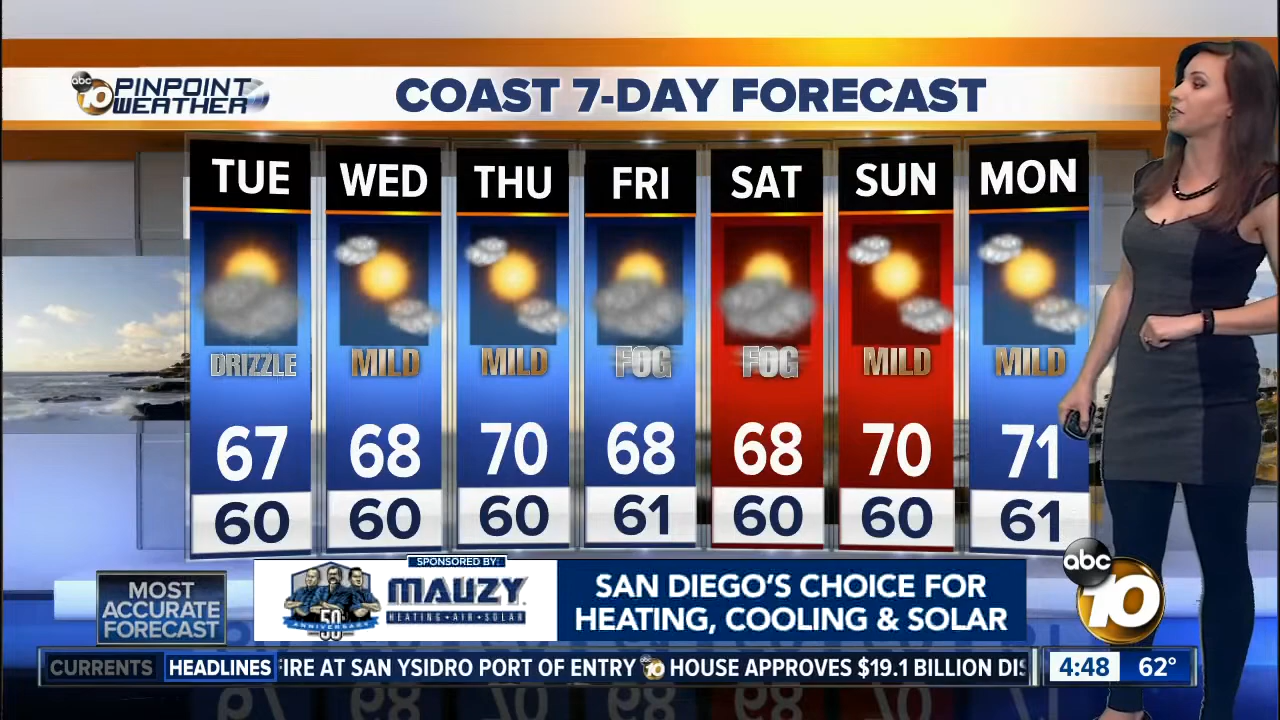 abc 10 PINPOINT WEATHER
COAST 7-DAY FORECAST
TUE WED THU FRI SAT SUN MON
DRIZZLE MILD MILD FOG FOG MILD MILD
67 68 70 68 68 70 71
60 60 60 61 60 60 61
SPONSORED BY:
MAUZY
HEATING • AIR • SOLAR
50
ANNIVERSARY
SAN DIEGO'S CHOICE FOR
HEATING, COOLING & SOLAR
MOST
ACCURATE
FORECAST
abc
10
CURRENTS HEADLINES FIRE AT SAN YSIDRO PORT OF ENTRY 10 HOUSE APPROVES $19.1 BILLION DIS
4:48 62°